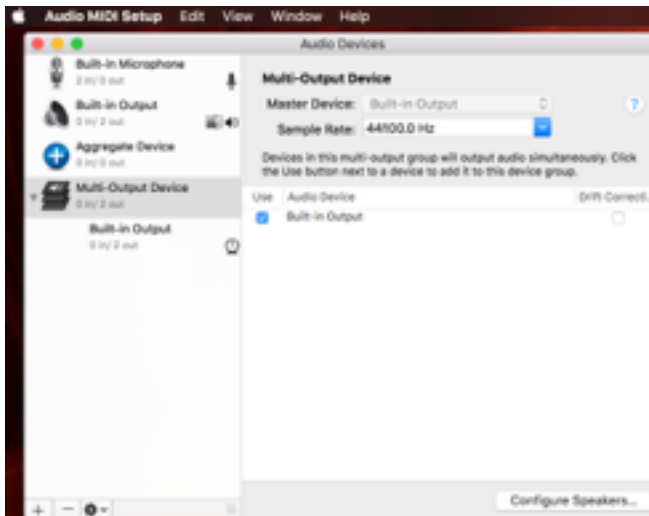 Audio MIDI Setup Edit View Window Help
Audio Devices
Built-in Microphone
2 in/ 0 out
Built-in Output
0 in/ 2 out
Aggregate Device
0 in/ 0 out
Multi-Output Device
0 in/ 2 out
Built-in Output
0 in/ 2 out
Multi-Output Device
Master Device: Built-in Output
?
Sample Rate: 44100.0 Hz
Devices in this multi-output group will output audio simultaneously. Click
the Use button next to a device to add it to this device group.
Use Audio Device Drift Correcti.
Built-in Output
Configure Speakers...